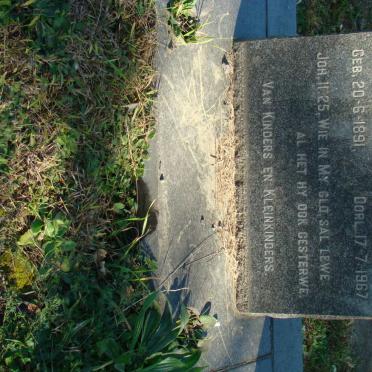 GEB. 20-6-1891. OORL. 17-7-1967
JOH. 11:25, WIE IN MY GLO, SAL LEWE
AL HET HY OOK GESTERWE
VAN KINDERS EN KLEINKINDERS.